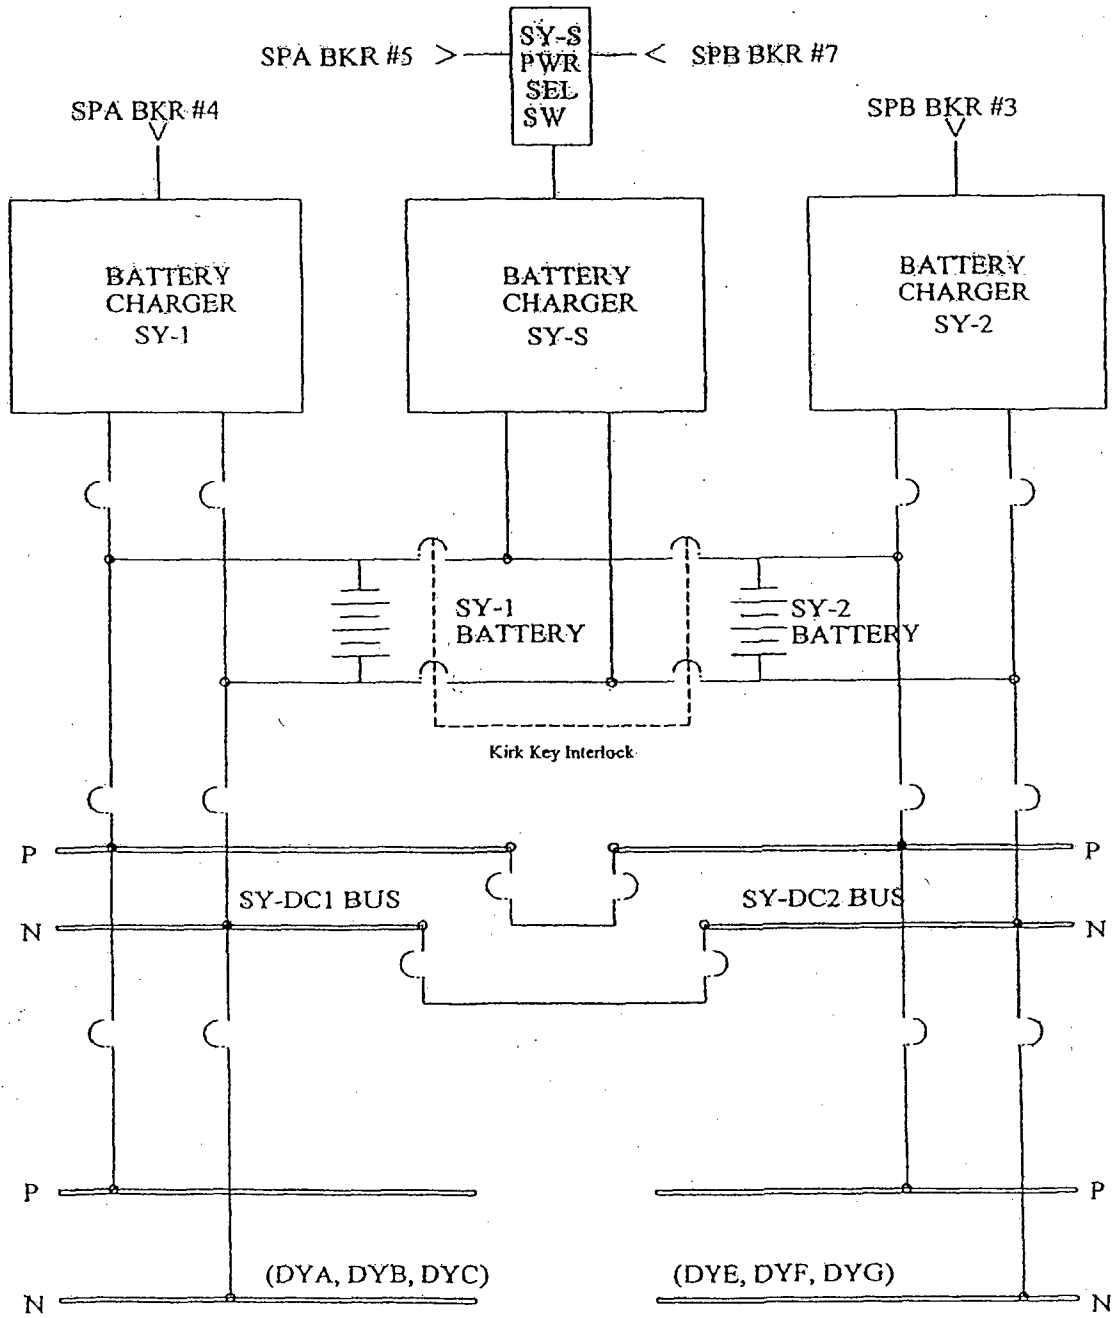 SPA BKR #5
SY-S
PWR
SEL
SW
SPB BKR #7
SPA BKR #4
SPB BKR #3
BATTERY
CHARGER
SY-1
BATTERY
CHARGER
SY-S
BATTERY
CHARGER
SY-2
SY-1
BATTERY
SY-2
BATTERY
Kirk Key Interlock
P
P
SY-DC1 BUS
SY-DC2 BUS
N
N
P
P
(DYA, DYB, DYC)
(DYE, DYF, DYG)
N
N